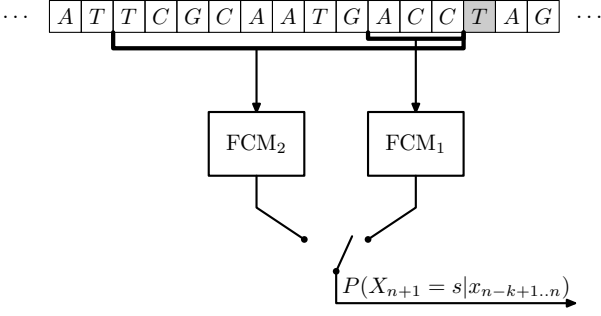 ⋯ A T T C G C A A T G A C C T A G ⋯
FCM₂ FCM₁
P(Xₙ₊₁ = s|xₙ₋ₖ₊₁..ₙ)